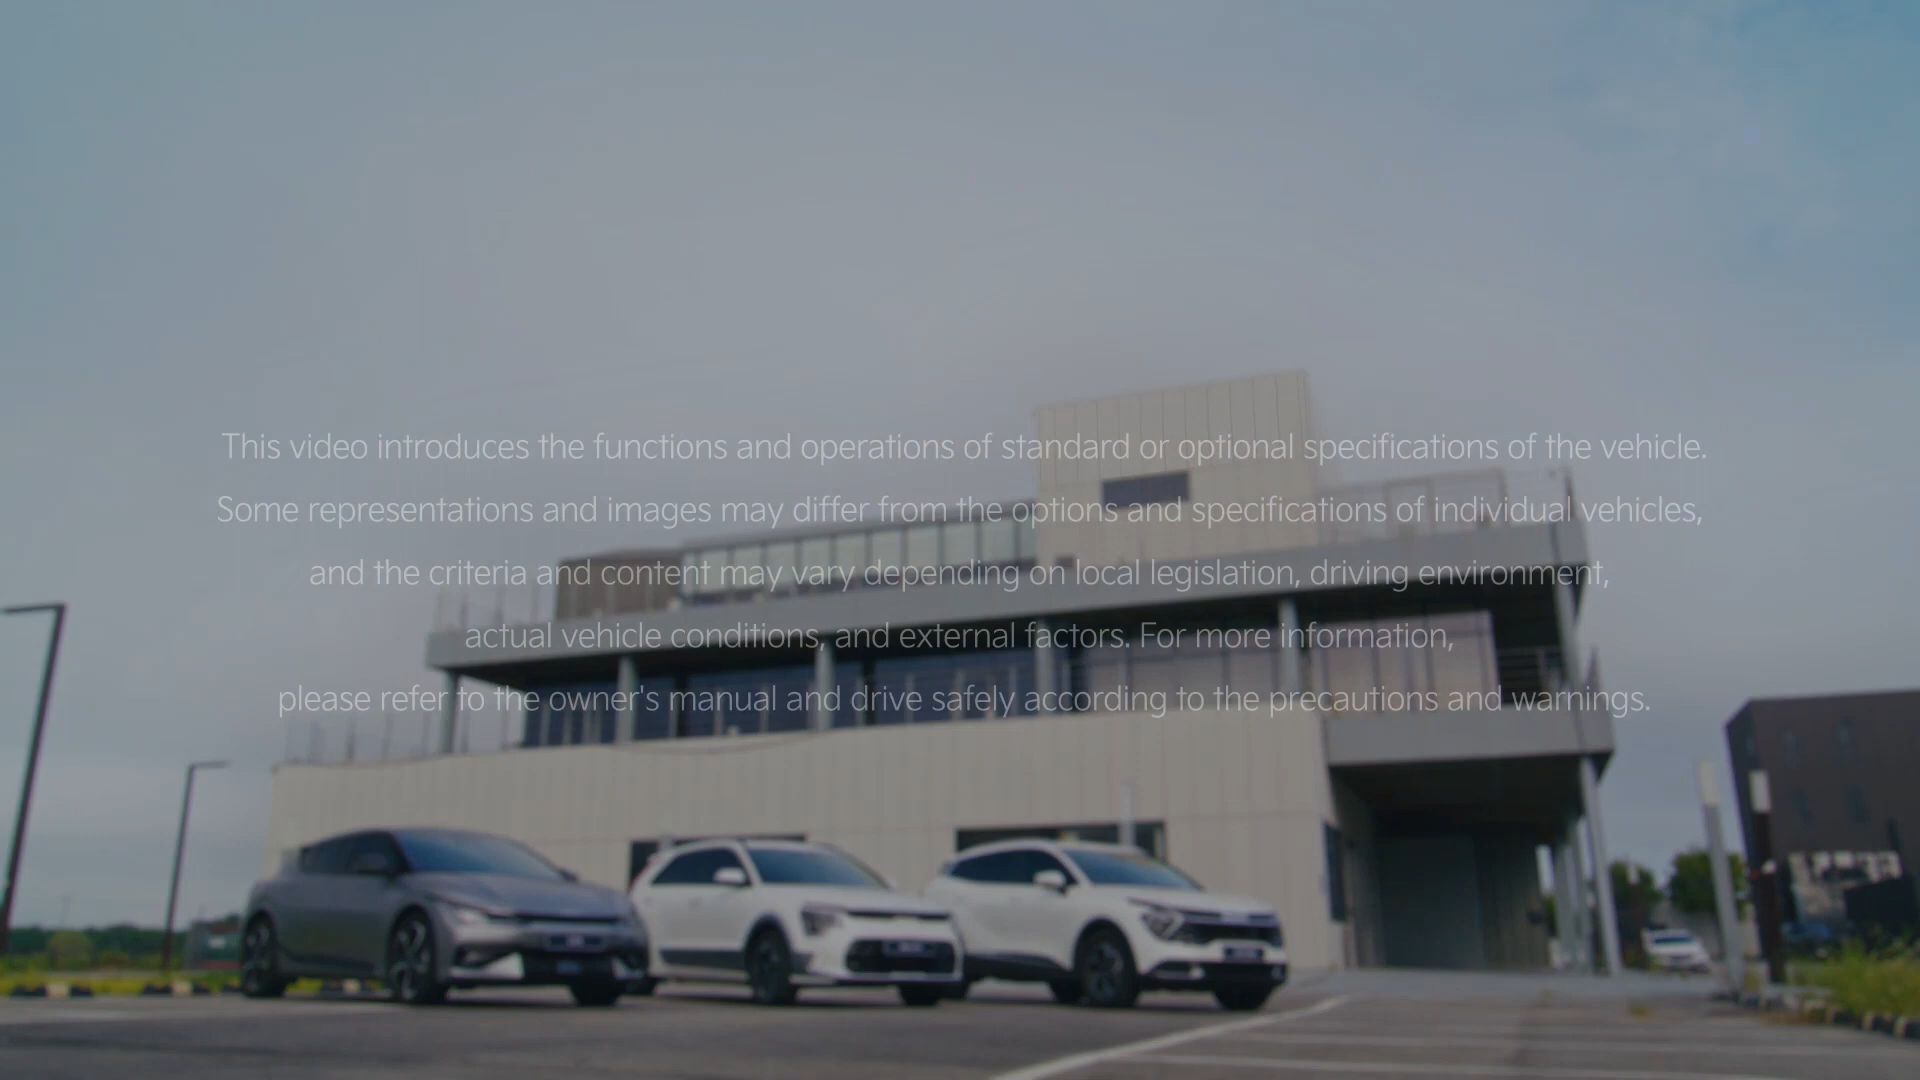 This video introduces the functions and operations of standard or optional specifications of the vehicle.
Some representations and images may differ from the options and specifications of individual vehicles,
and the criteria and content may vary depending on local legislation, driving environment,
actual vehicle conditions, and external factors. For more information,
please refer to the owner's manual and drive safely according to the precautions and warnings.